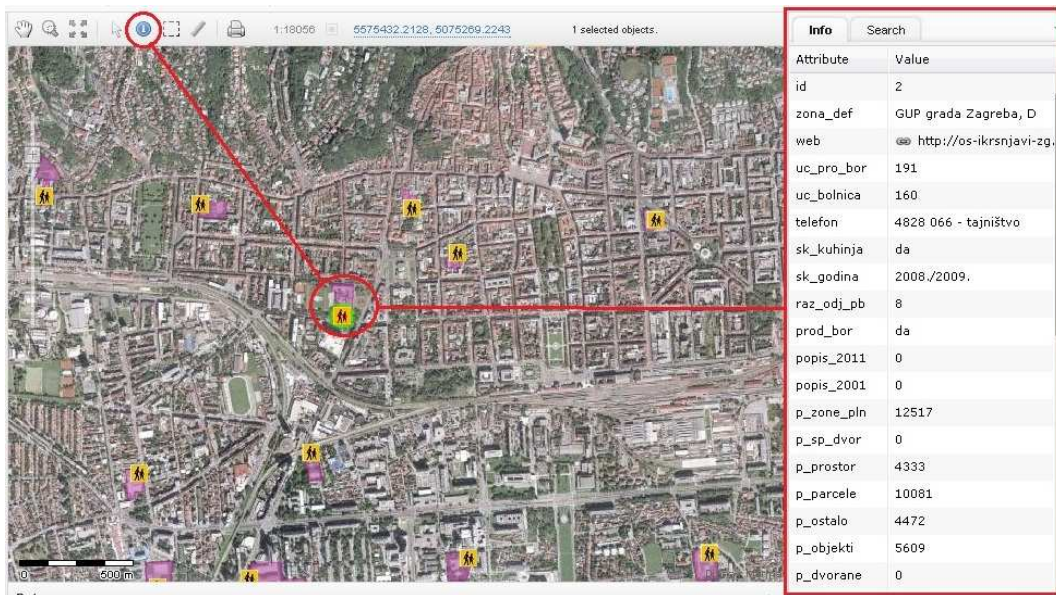 1:18056 5575432.2128, 5075269.2243 1 selected objects.
Info Search
Attribute Value
id 2
zona_def GUP grada Zagreba, D
web http://os-ikrsnjavi-zg.
uc_pro_bor 191
uc_bolnica 160
telefon 4828 066 - tajništvo
sk_kuhinja da
sk_godina 2008./2009.
raz_odj_pb 8
prod_bor da
popis_2011 0
popis_2001 0
p_zone_pln 12517
p_sp_dvor 0
p_prostor 4333
p_parcele 10081
p_ostalo 4472
p_objekti 5609
p_dvorane 0
0 500 m